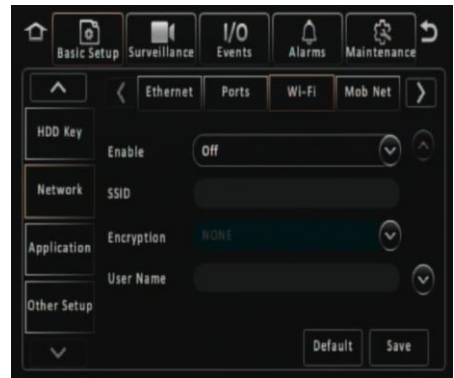 Basic Setup Surveillance I/O Events Alarms Maintenance
Ethernet Ports Wi-Fi Mob Net
HDD Key
Enable Off
Network
SSID
Application
Encryption NONE
User Name
Other Setup
Default Save